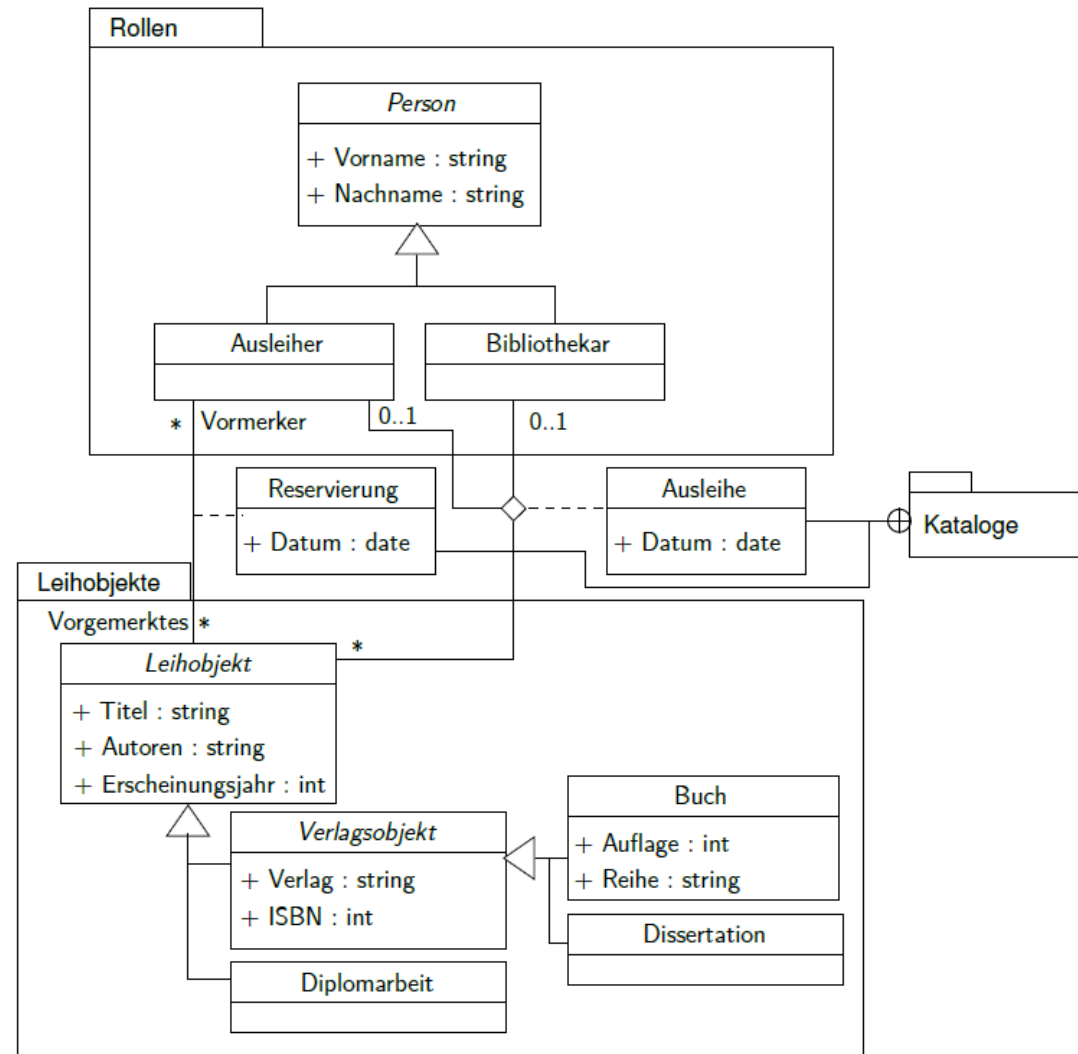 Rollen
Person
+ Vorname : string
+ Nachname : string
Ausleiher
Bibliothekar
* Vormerker
0..1
0..1
Reservierung
+ Datum : date
Ausleihe
+ Datum : date
Kataloge
Leihobjekte
Vorgemerktes *
*
Leihobjekt
+ Titel : string
+ Autoren : string
+ Erscheinungsjahr : int
Verlagsobjekt
+ Verlag : string
+ ISBN : int
Buch
+ Auflage : int
+ Reihe : string
Dissertation
Diplomarbeit